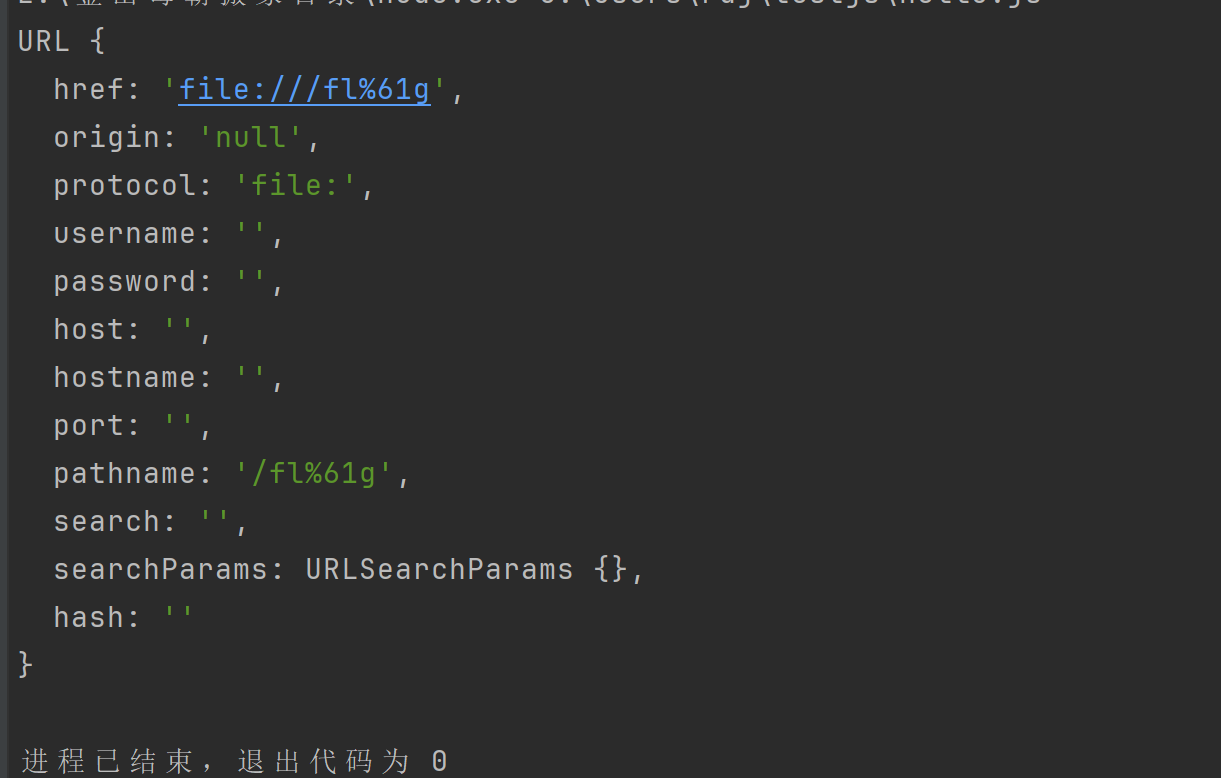 URL {
  href: 'file:///fl%61g',
  origin: 'null',
  protocol: 'file:',
  username: '',
  password: '',
  host: '',
  hostname: '',
  port: '',
  pathname: '/fl%61g',
  search: '',
  searchParams: URLSearchParams {},
  hash: ''
}
进程已结束，退出代码为 0